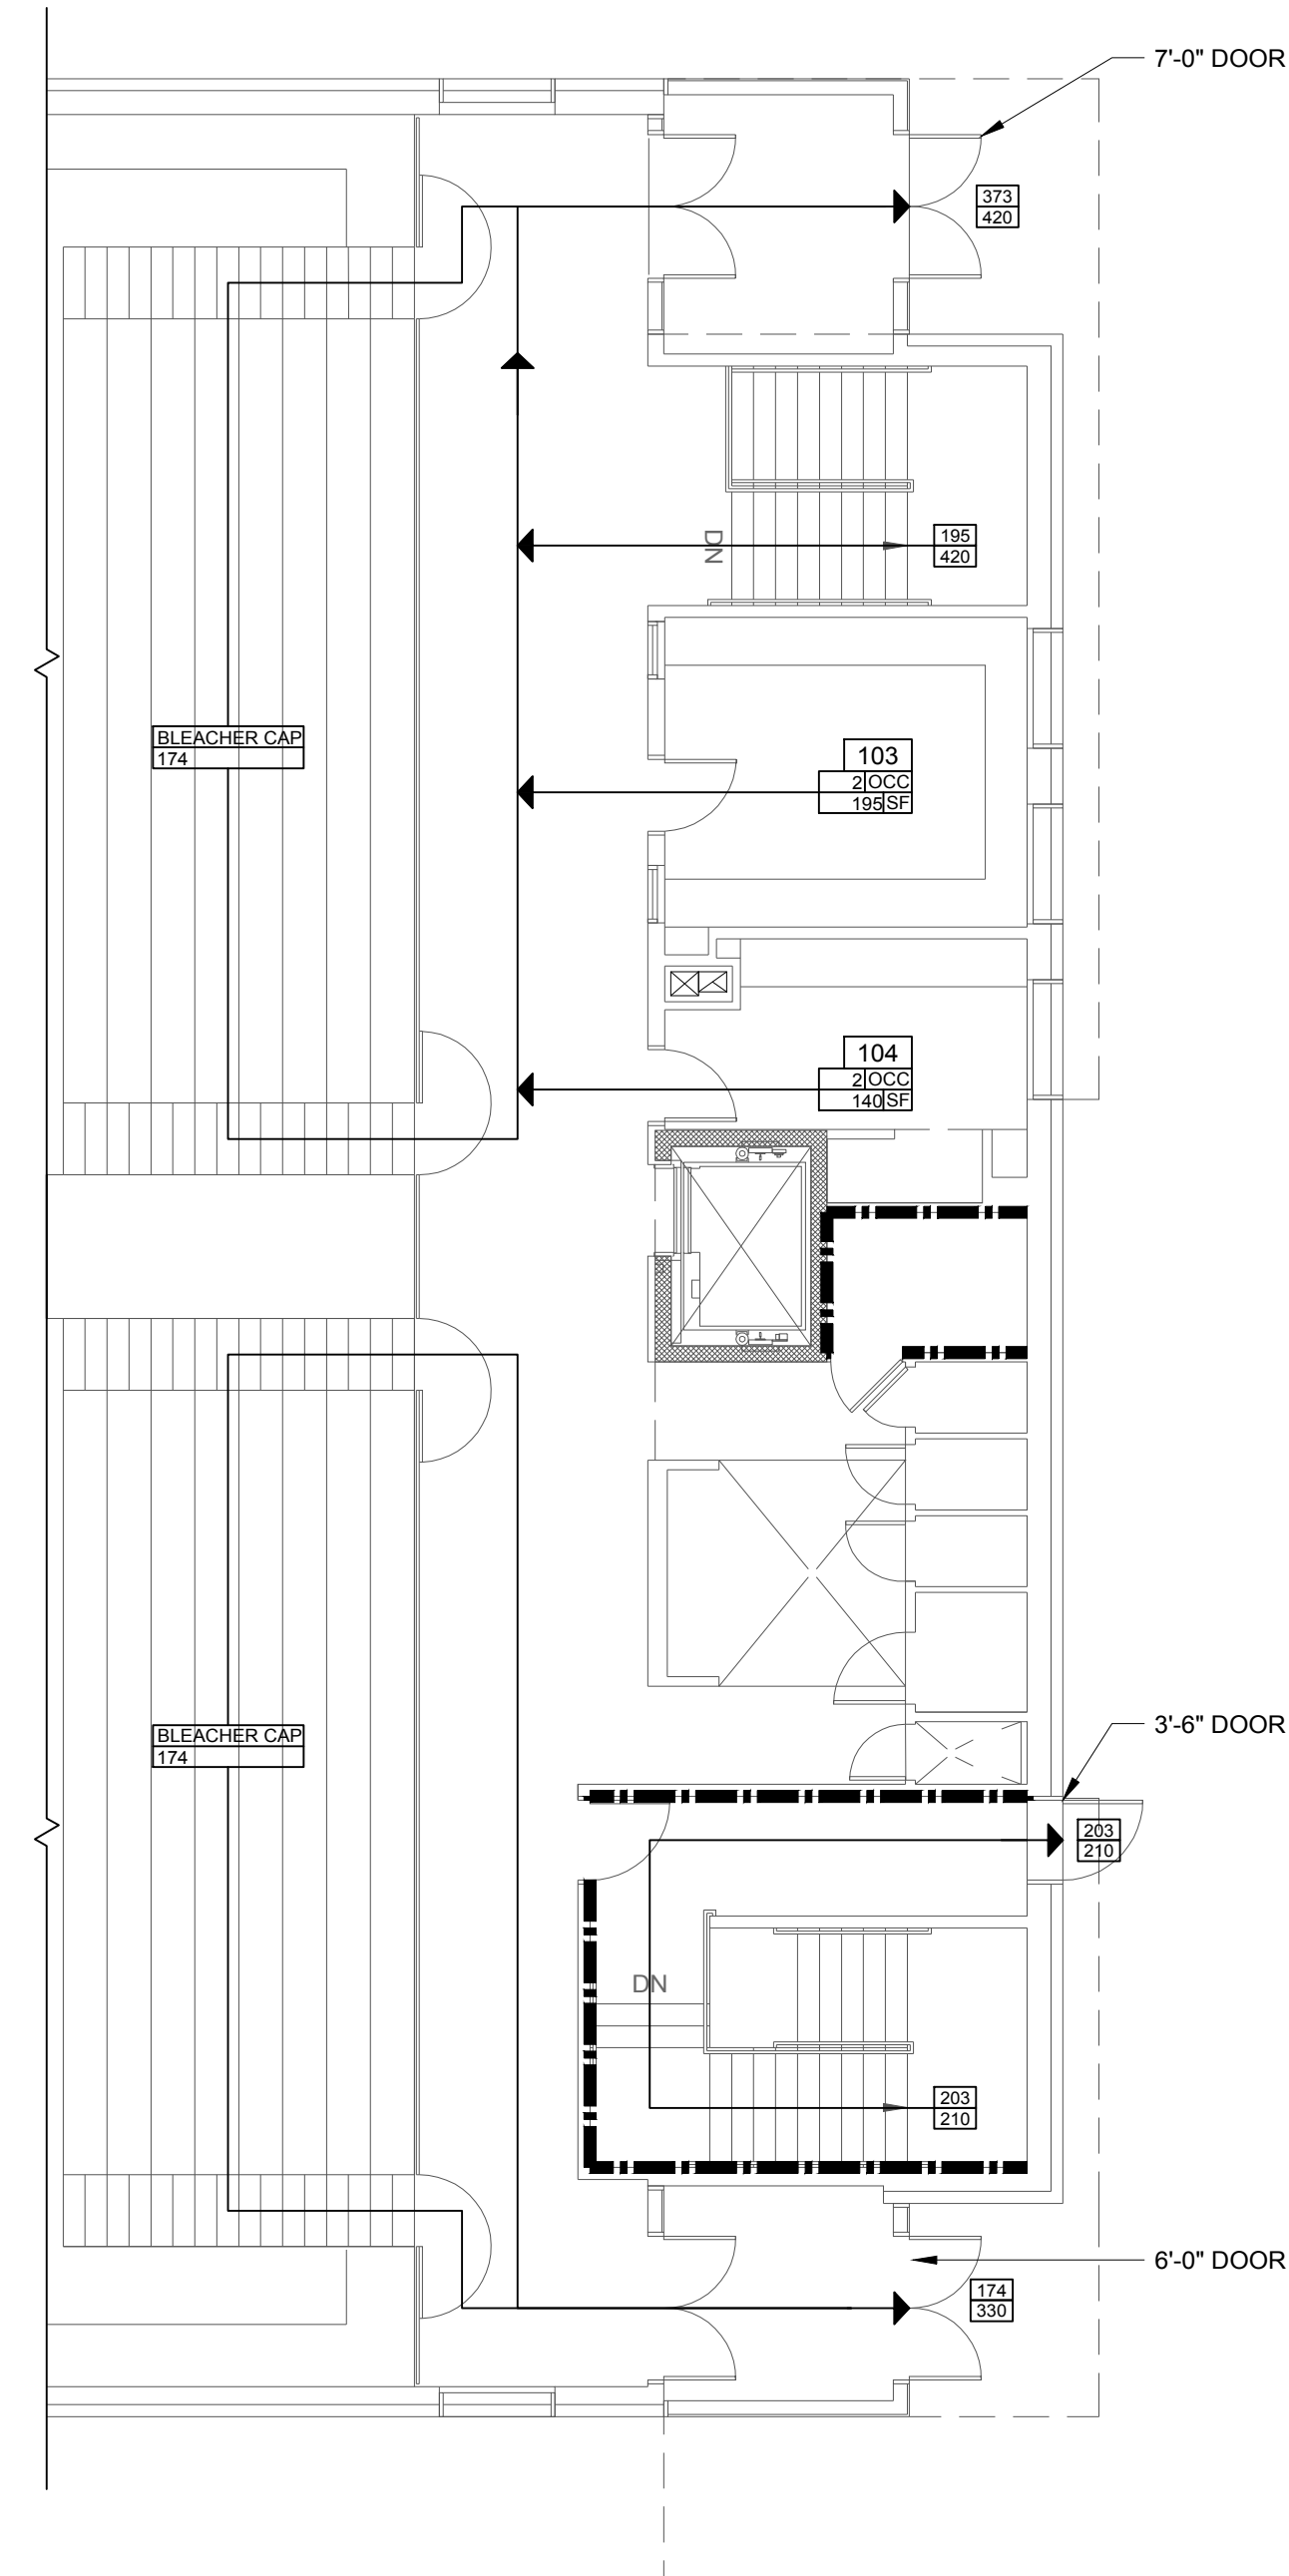 7'-0" DOOR
373
420
DN
195
420
BLEACHER CAP
174
103
2 OCC
195 SF
104
2 OCC
140 SF
BLEACHER CAP
174
3'-6" DOOR
203
210
DN
203
210
6'-0" DOOR
174
330